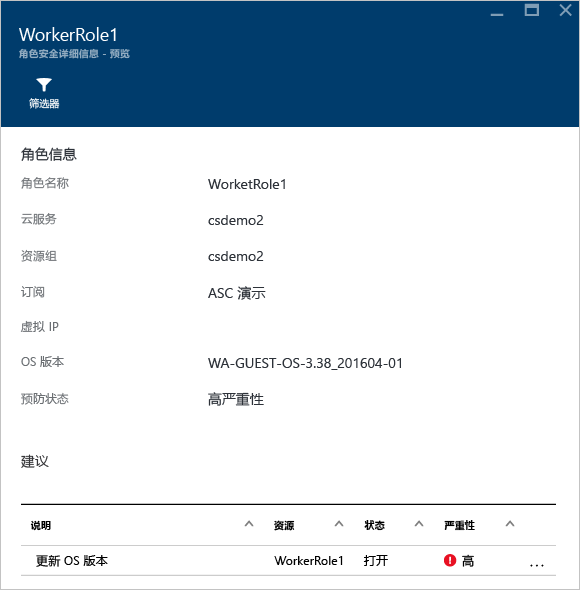 WorkerRole1
角色安全详细信息 - 预览
筛选器
角色信息
角色名称 WorketRole1
云服务 csdemo2
资源组 csdemo2
订阅 ASC 演示
虚拟 IP
OS 版本 WA-GUEST-OS-3.38_201604-01
预防状态 高严重性
建议
说明 资源 状态 严重性
更新 OS 版本 WorkerRole1 打开 高 ...